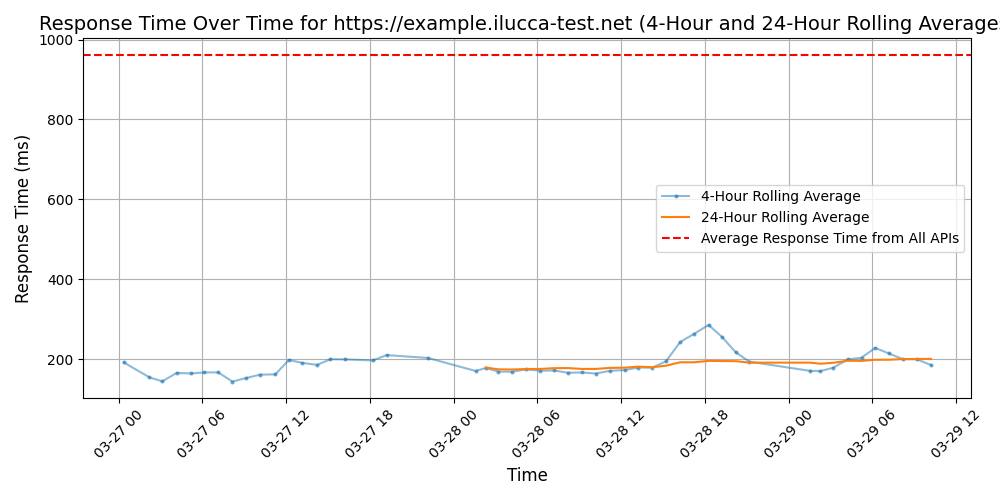 Response Time Over Time for https://example.ilucca-test.net (4-Hour and 24-Hour Rolling Average
Response Time (ms)
1000
800
600
400
200
4-Hour Rolling Average
24-Hour Rolling Average
Average Response Time from All APIs
03-27 00
03-27 06
03-27 12
03-27 18
03-28 00
03-28 06
03-28 12
03-28 18
03-29 00
03-29 06
03-29 12
Time